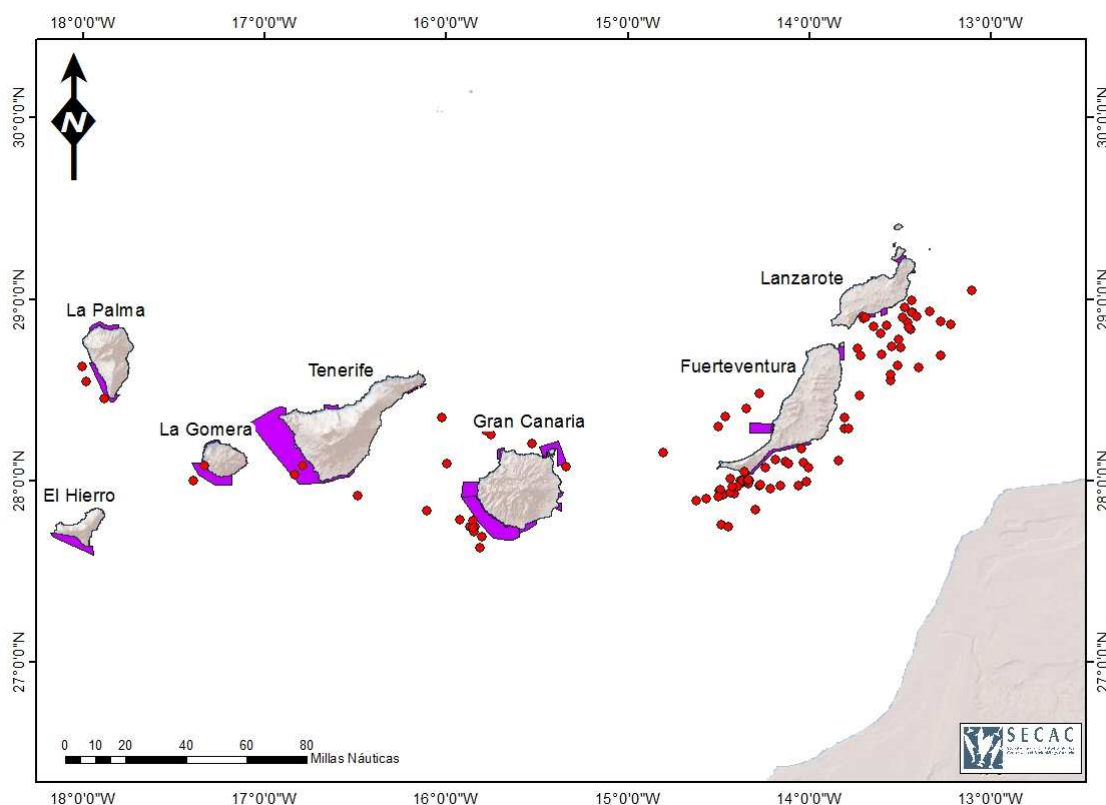 18°0'0"W 17°0'0"W 16°0'0"W 15°0'0"W 14°0'0"W 13°0'0"W
30°0'0"N 30°0'0"N
N
Lanzarote
29°0'0"N 29°0'0"N
La Palma
Fuerteventura
Tenerife
Gran Canaria
La Gomera
28°0'0"N 28°0'0"N
El Hierro
27°0'0"N 27°0'0"N
SECAC
0 10 20 40 60 80
Millas Náuticas
18°0'0"W 17°0'0"W 16°0'0"W 15°0'0"W 14°0'0"W 13°0'0"W